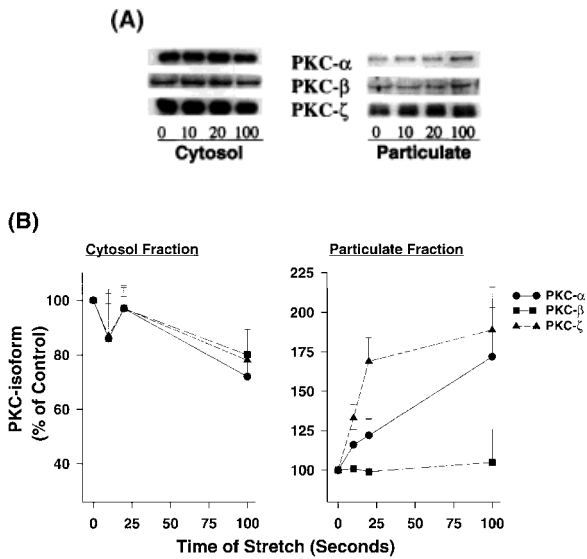 (A)
PKC-α
PKC-β
PKC-ζ
0 10 20 100
Cytosol
0 10 20 100
Particulate
(B)
Cytosol Fraction
Particulate Fraction
PKC-isoform
(% of Control)
100
80
60
40
0 25 50 75 100
225
200
175
150
125
100
0 25 50 75 100
PKC-α
PKC-β
PKC-ζ
Time of Stretch (Seconds)